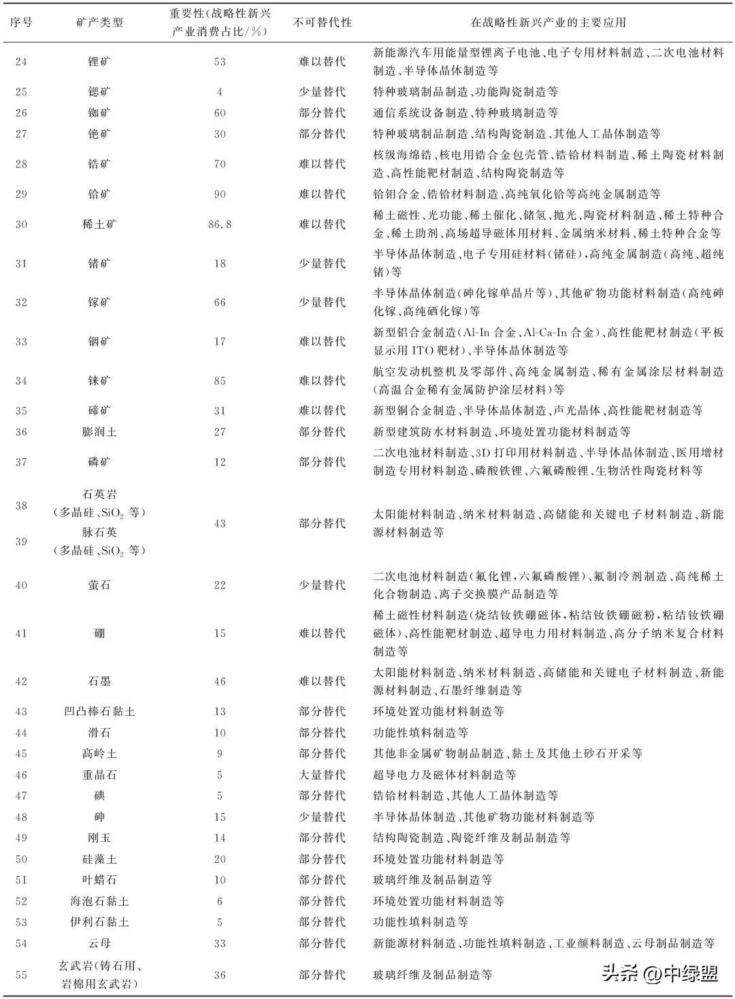 序号 矿产类型 重要性(战略性新兴产业消费占比/%) 不可替代性 在战略性新兴产业的主要应用
24 锂矿 53 难以替代 新能源汽车用能量型锂离子电池、电子专用材料制造、二次电池材料
制造、半导体晶体制造等
25 锶矿 4 少量替代 特种玻璃制品制造、功能陶瓷制造等
26 铷矿 60 部分替代 通信系统设备制造、特种玻璃制造等
27 铯矿 30 部分替代 特种玻璃制品制造、结构陶瓷制造、其他人工晶体制造等
28 锆矿 70 难以替代 核级海绵锆、核电用锆合金包壳管、锆铪材料制造、稀土陶瓷材料制
造、高性能靶材制造、结构陶瓷制造等
29 铪矿 90 难以替代 铪钼合金、锆铪材料制造、高纯氧化铪等高纯金属制造等
30 稀土矿 86.8 难以替代 稀土磁性、光功能、稀土催化、储氢、抛光、陶瓷材料制造、稀土特种合
金、稀土助剂、高场超导磁体用材料、金属纳米材料、稀土特种合金等
31 锗矿 18 少量替代 半导体晶体制造、电子专用硅材料(锗硅),高纯金属制造(高纯、超纯
锗)等
32 镓矿 66 少量替代 半导体晶体制造(砷化镓单晶片等)、其他矿物功能材料制造(高纯砷
化镓、高纯硒化镓)等
33 铟矿 17 难以替代 新型铝合金制造(Al-In合金、Al-Ca-In合金)、高性能靶材制造(平板
显示用ITO靶材)、半导体晶体制造等
34 铼矿 85 难以替代 航空发动机整机及零部件、高纯金属制造、稀有金属涂层材料制造
(高温合金稀有金属防护涂层材料)等
35 碲矿 31 难以替代 新型铜合金制造、半导体晶体制造、声光晶体、高性能靶材制造等
36 膨润土 27 部分替代 新型建筑防水材料制造、环境处置功能材料制造等
37 磷矿 12 部分替代 二次电池材料制造、3D打印用材料制造、半导体晶体制造、医用增材
制造专用材料制造、磷酸铁锂、六氟磷酸锂、生物活性陶瓷材料等
38 石英岩
(多晶硅、SiO₂等)
43 部分替代 太阳能材料制造、纳米材料制造、高储能和关键电子材料制造、新能
源材料制造等
39 脉石英
(多晶硅、SiO₂等)
40 萤石 22 少量替代 二次电池材料制造(氟化锂,六氟磷酸锂)、氟制冷剂制造、高纯稀土
化合物制造、离子交换膜产品制造等
41 硼 15 难以替代 稀土磁性材料制造(烧结钕铁硼磁体,粘结钕铁硼磁粉,粘结钕铁硼
磁体)、高性能靶材制造、超导电力用材料制造、高分子纳米复合材料
制造等
42 石墨 46 难以替代 太阳能材料制造、纳米材料制造、高储能和关键电子材料制造、新能
源材料制造、石墨纤维制造等
43 凹凸棒石黏土 13 部分替代 环境处置功能材料制造等
44 滑石 10 部分替代 功能性填料制造等
45 高岭土 9 部分替代 其他非金属矿物制品制造、黏土及其他土砂石开采等
46 重晶石 5 大量替代 超导电力及磁体材料制造等
47 碘 5 部分替代 锆铪材料制造、其他人工晶体制造等
48 砷 15 少量替代 半导体晶体制造、其他矿物功能材料制造等
49 刚玉 14 部分替代 结构陶瓷制造、陶瓷纤维及制品制造等
50 硅藻土 20 部分替代 环境处置功能材料制造等
51 叶蜡石 10 部分替代 玻璃纤维及制品制造等
52 海泡石黏土 6 部分替代 环境处置功能材料制造等
53 伊利石黏土 5 部分替代 功能性填料制造等
54 云母 33 部分替代 新能源材料制造、功能性填料制造、工业颜料制造、云母制品制造等
55 玄武岩(铸石用、
岩棉用玄武岩) 36 部分替代 玻璃纤维及制品制造等
头条 @中绿盟